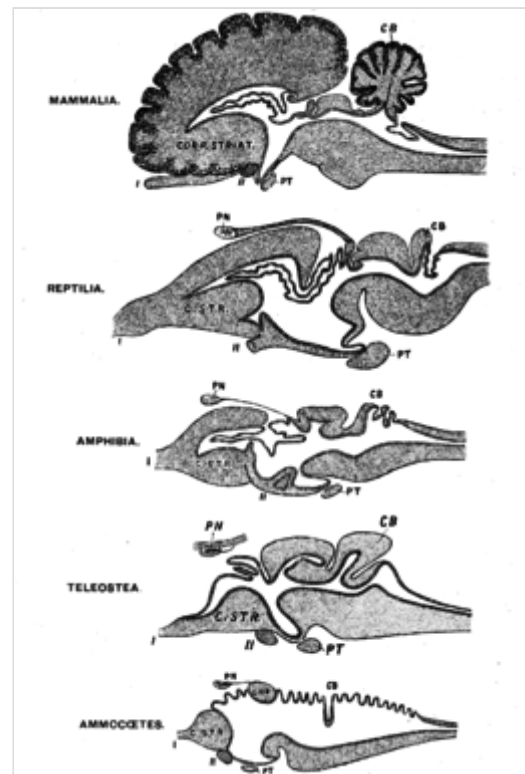 CB
MAMMALIA.
CORP. STRIAT.
I
II
PT
PN
CB
REPTILIA.
C. STR.
I
II
PT
PN
CB
AMPHIBIA.
C. STR.
I
II
PT
PN
CB
TELEOSTEA.
C. STR.
I
II
PT
PN
CB
AMMOCŒTES.
C. STR.
I
II
PT